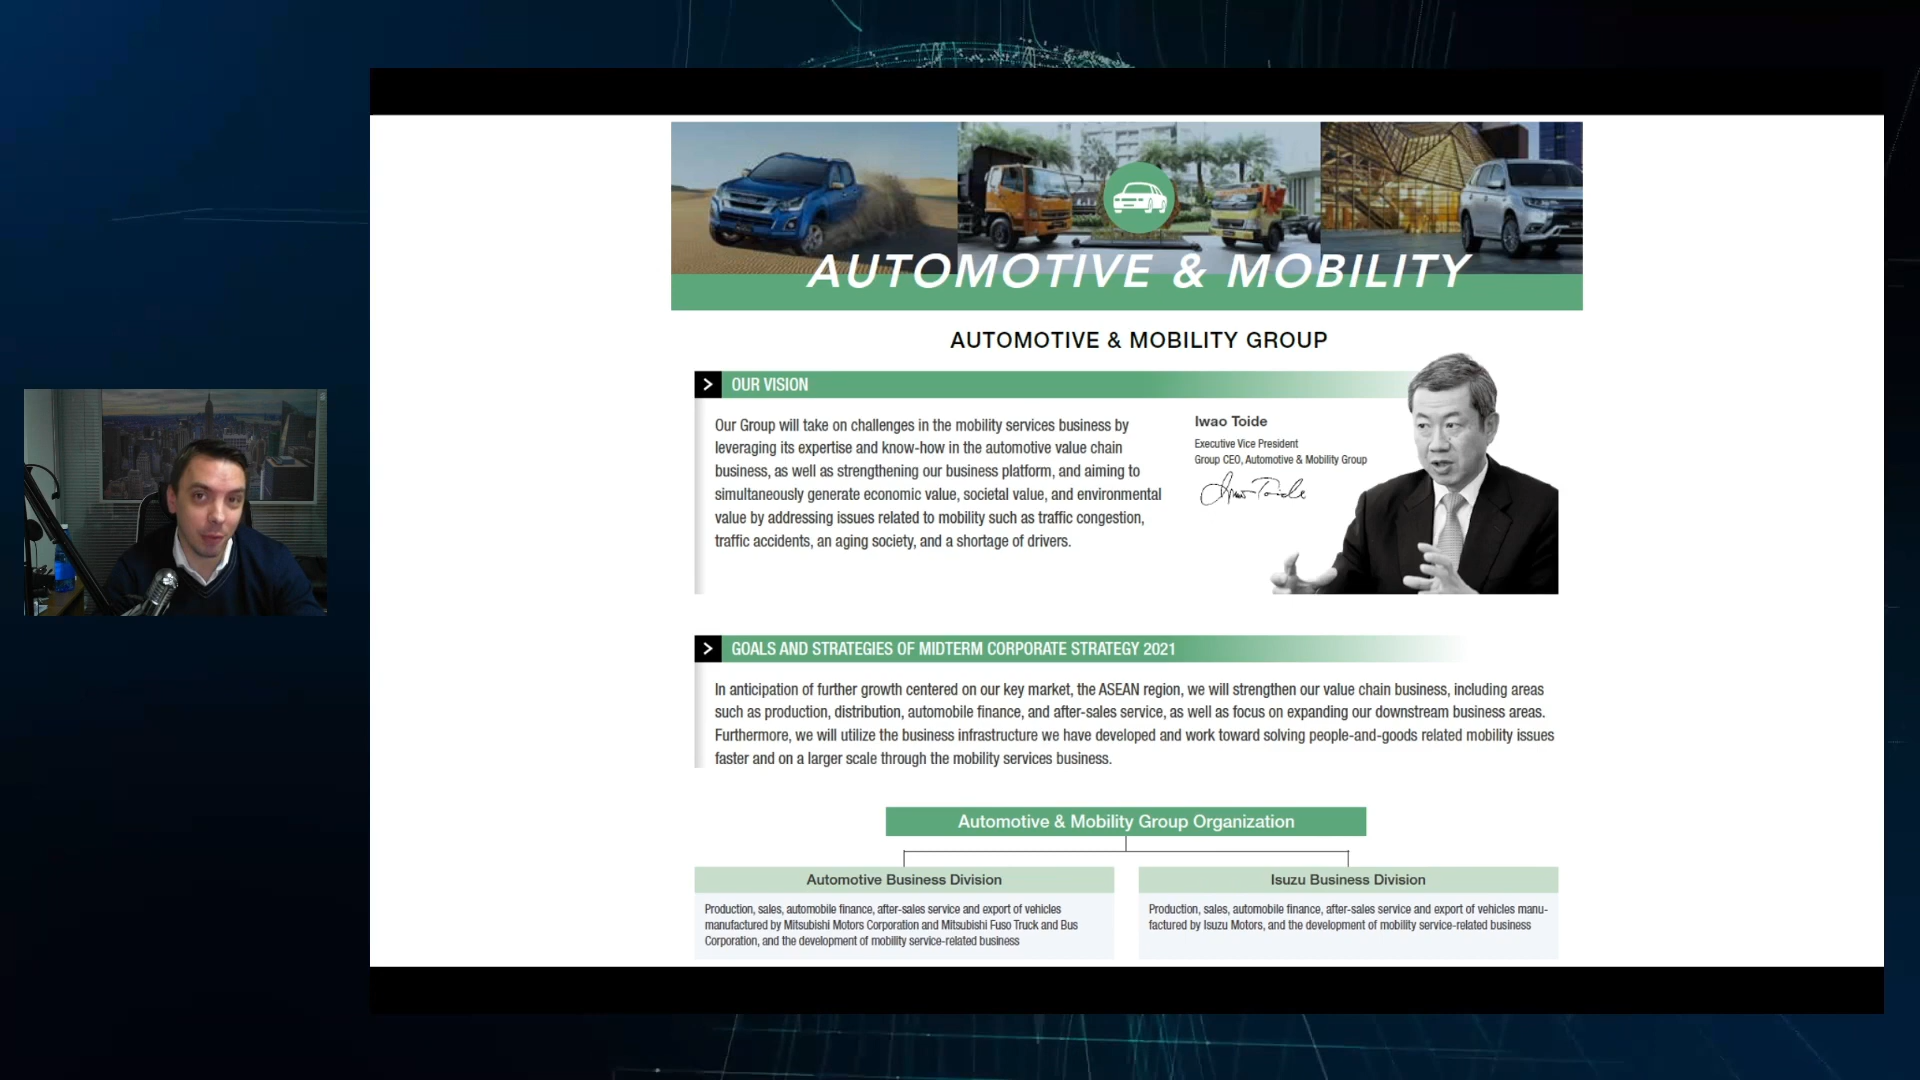 AUTOMOTIVE & MOBILITY
AUTOMOTIVE & MOBILITY GROUP
OUR VISION
Our Group will take on challenges in the mobility services business by
leveraging its expertise and know-how in the automotive value chain
business, as well as strengthening our business platform, and aiming to
simultaneously generate economic value, societal value, and environmental
value by addressing issues related to mobility such as traffic congestion,
traffic accidents, an aging society, and a shortage of drivers.
Iwao Toide
Executive Vice President
Group CEO, Automotive & Mobility Group
Iwao Toide
GOALS AND STRATEGIES OF MIDTERM CORPORATE STRATEGY 2021
In anticipation of further growth centered on our key market, the ASEAN region, we will strengthen our value chain business, including areas
such as production, distribution, automobile finance, and after-sales service, as well as focus on expanding our downstream business areas.
Furthermore, we will utilize the business infrastructure we have developed and work toward solving people-and-goods related mobility issues
faster and on a larger scale through the mobility services business.
Automotive & Mobility Group Organization
Automotive Business Division
Production, sales, automobile finance, after-sales service and export of vehicles
manufactured by Mitsubishi Motors Corporation and Mitsubishi Fuso Truck and Bus
Corporation, and the development of mobility service-related business
Isuzu Business Division
Production, sales, automobile finance, after-sales service and export of vehicles manu-
factured by Isuzu Motors, and the development of mobility service-related business